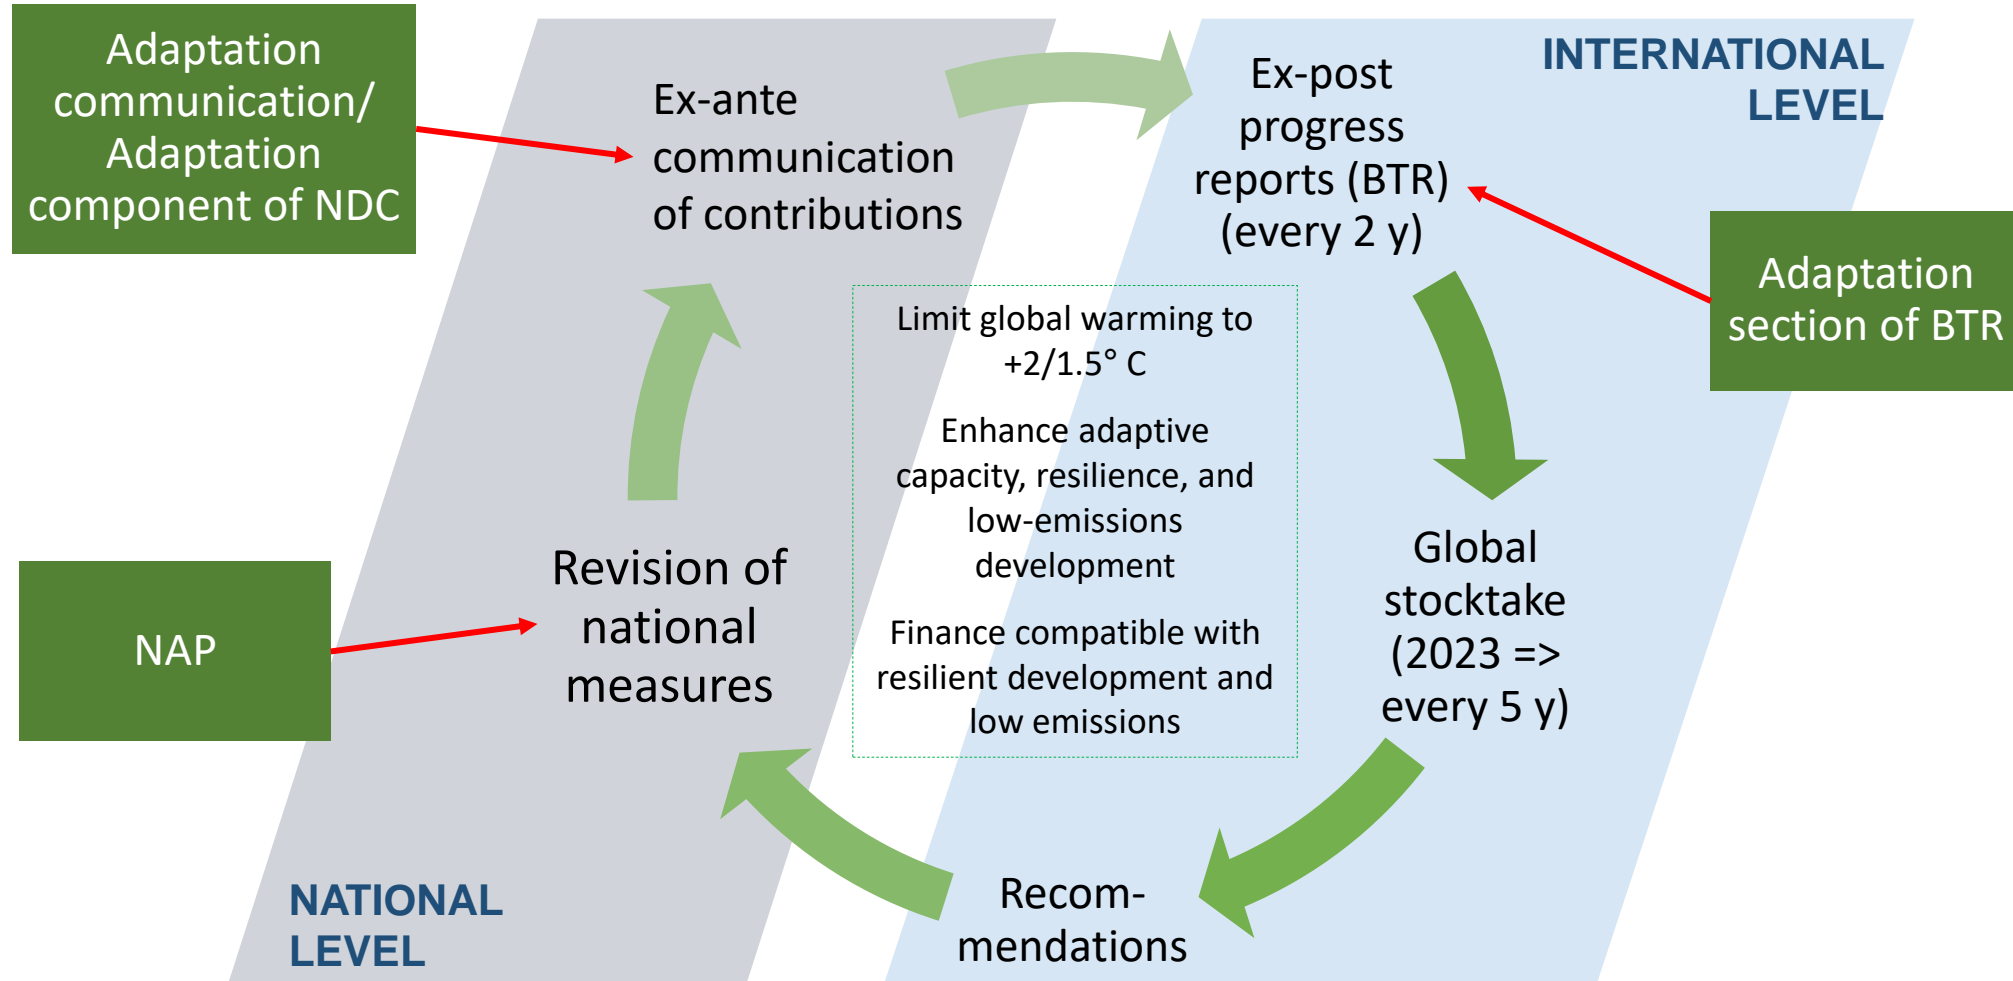 Adaptation
communication/
Adaptation
component of NDC
Ex-ante
communication
of contributions
Ex-post
progress
reports (BTR)
(every 2 y)
INTERNATIONAL
LEVEL
Adaptation
section of BTR
Limit global warming to
+2/1.5° C
Enhance adaptive
capacity, resilience, and
low-emissions
development
Finance compatible with
resilient development and
low emissions
NAP
Revision of
national
measures
Global
stocktake
(2023 =>
every 5 y)
Recom-
mendations
NATIONAL
LEVEL